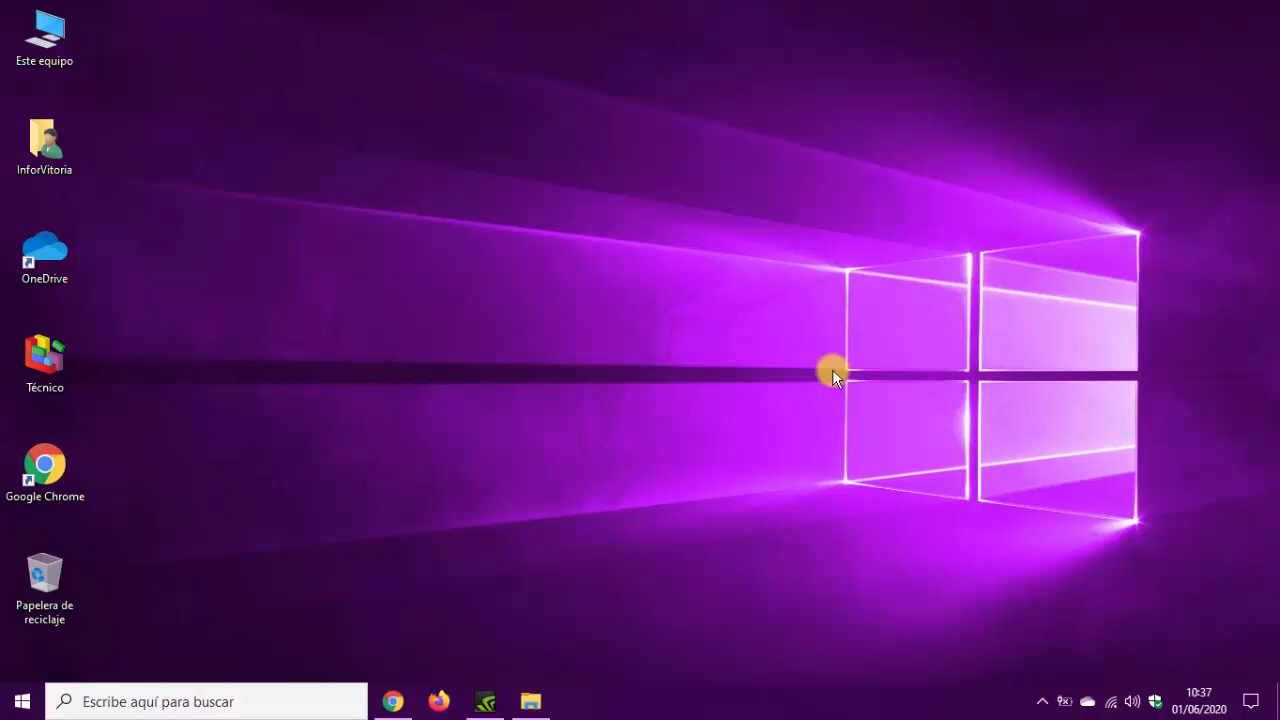 Este equipo
InforVitoria
OneDrive
Técnico
Google Chrome
Papelera de
reciclaje
Escribe aquí para buscar
10:37
01/06/2020